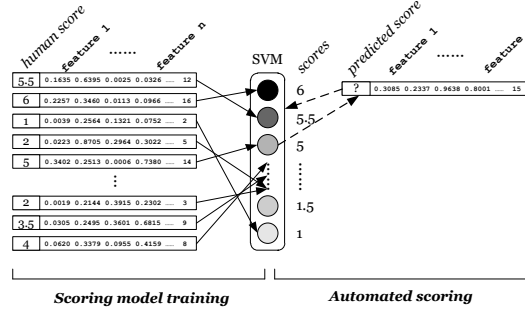 human score
feature 1
......
feature n
SVM
scores
predicted score
feature 1
......
feature
5.5 0.1635 0.6395 0.0025 0.0326 .... 12
6 0.2257 0.3460 0.0113 0.0966 .... 16
1 0.0039 0.2564 0.1321 0.0752 .... 2
2 0.0223 0.8705 0.2964 0.3022 .... 5
5 0.3402 0.2513 0.0006 0.7380 .... 14
2 0.0019 0.2144 0.3915 0.2302 .... 3
3.5 0.0305 0.2495 0.3601 0.6815 .... 9
4 0.0620 0.3379 0.0955 0.4159 .... 8
6
5.5
5
......
1.5
1
? 0.3085 0.2337 0.9638 0.8001 .... 15
Scoring model training
Automated scoring